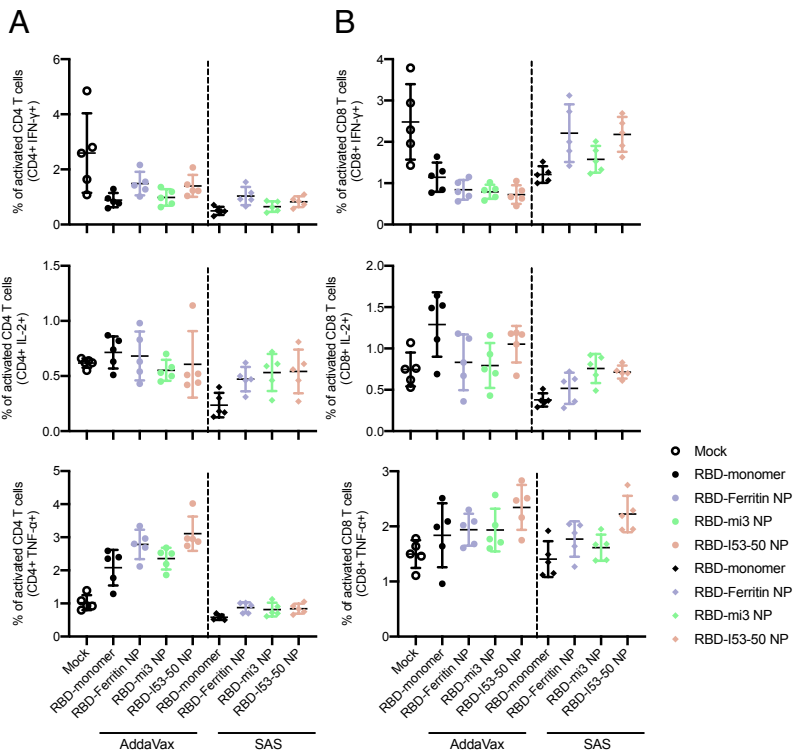 A
B
% of activated CD4 T cells
(CD4+ IFN-γ+)
6
4
2
0
% of activated CD8 T cells
(CD8+ IFN-γ+)
4
3
2
1
0
% of activated CD4 T cells
(CD4+ IL-2+)
1.5
1.0
0.5
0.0
% of activated CD8 T cells
(CD8+ IL-2+)
2.0
1.5
1.0
0.5
0.0
% of activated CD4 T cells
(CD4+ TNF-α+)
5
4
3
2
1
0
% of activated CD8 T cells
(CD8+ TNF-α+)
3
2
1
0
Mock
RBD-monomer
RBD-Ferritin NP
RBD-mi3 NP
RBD-I53-50 NP
RBD-monomer
RBD-Ferritin NP
RBD-mi3 NP
RBD-I53-50 NP
AddaVax
SAS
Mock
RBD-monomer
RBD-Ferritin NP
RBD-mi3 NP
RBD-I53-50 NP
RBD-monomer
RBD-Ferritin NP
RBD-mi3 NP
RBD-I53-50 NP
AddaVax
SAS
Mock
RBD-monomer
RBD-Ferritin NP
RBD-mi3 NP
RBD-I53-50 NP
RBD-monomer
RBD-Ferritin NP
RBD-mi3 NP
RBD-I53-50 NP